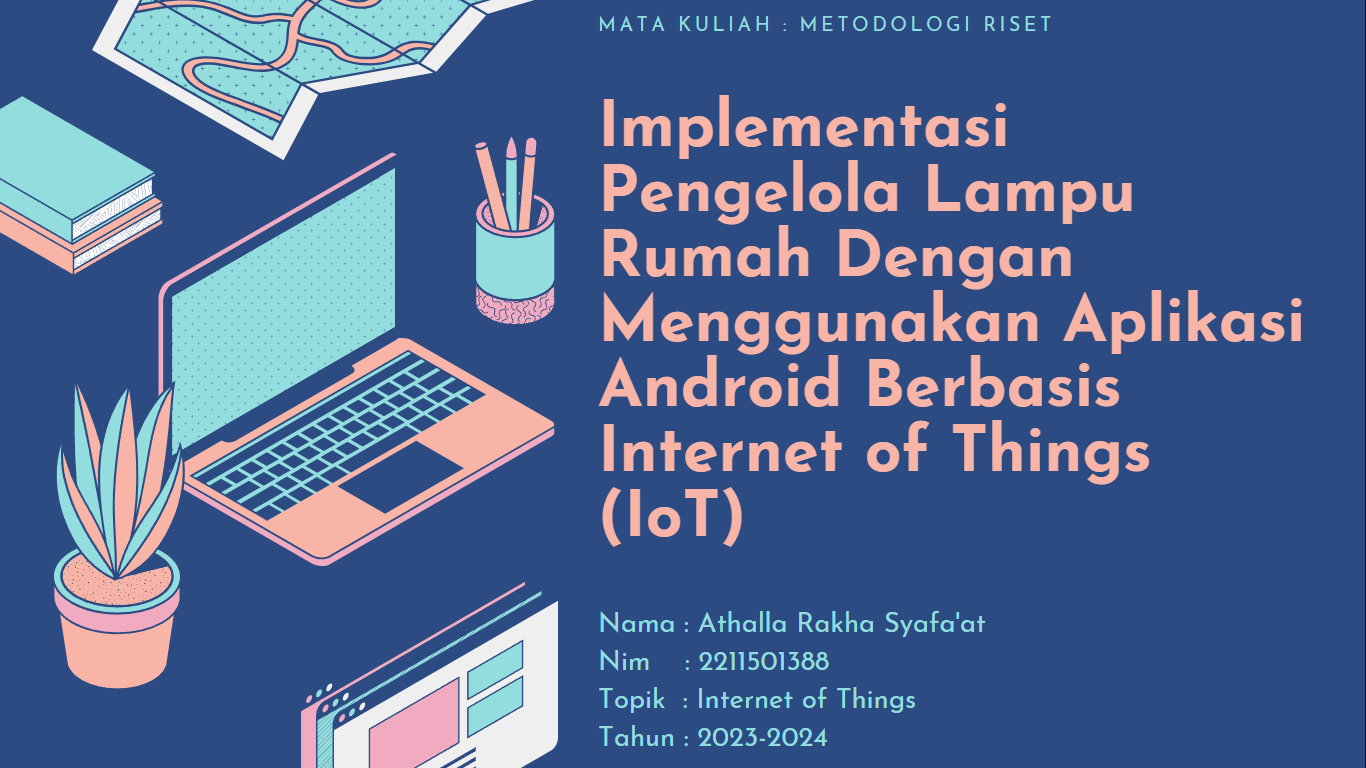 MATA KULIAH : METODOLOGI RISET
Implementasi
Pengelola Lampu
Rumah Dengan
Menggunakan Aplikasi
Android Berbasis
Internet of Things
(IoT)
Nama : Athalla Rakha Syafa'at
Nim : 2211501388
Topik : Internet of Things
Tahun : 2023-2024